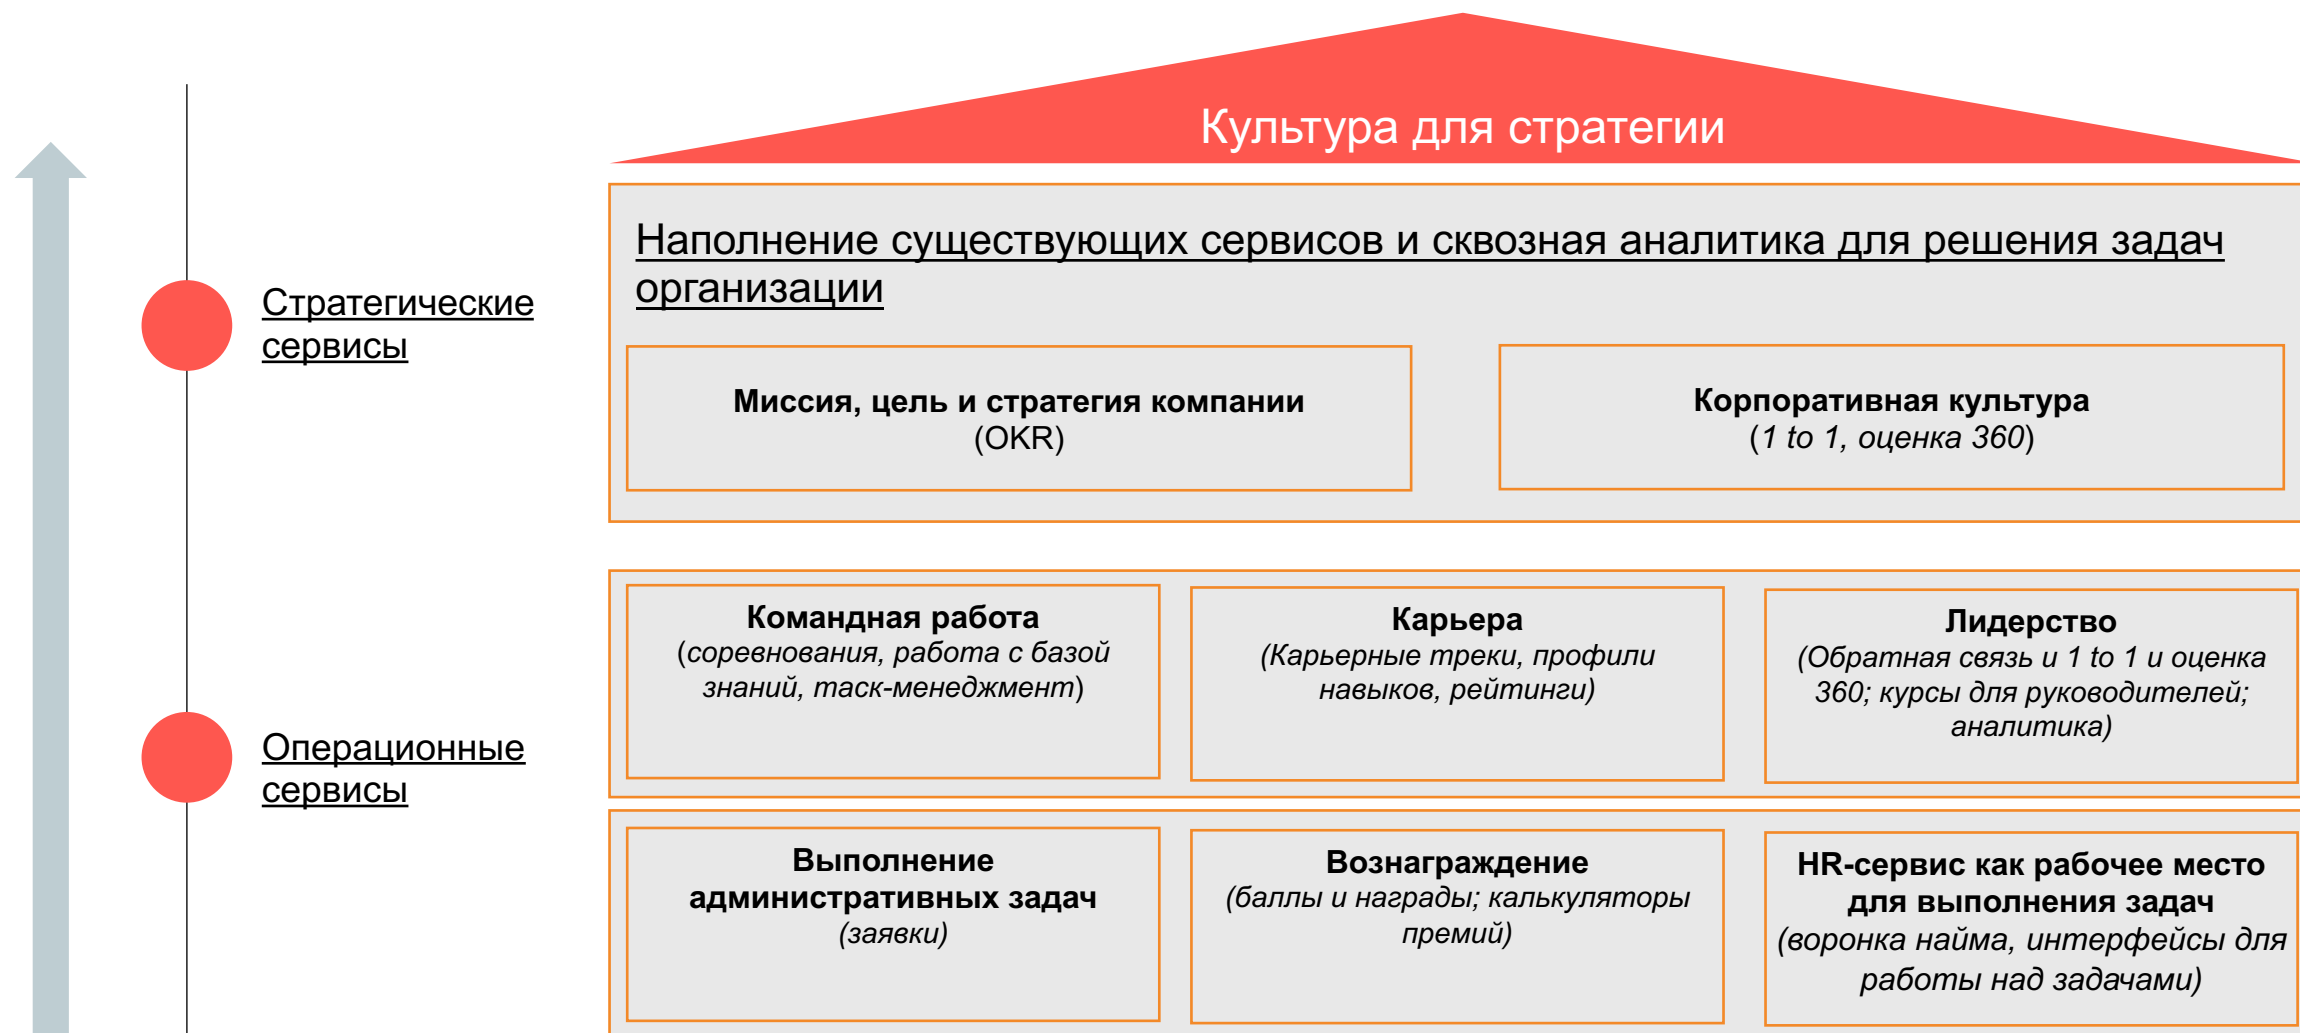 Культура для стратегии
Наполнение существующих сервисов и сквозная аналитика для решения задач
организации
Стратегические
сервисы
Миссия, цель и стратегия компании
(OKR)
Корпоративная культура
(1 to 1, оценка 360)
Операционные
сервисы
Командная работа
(соревнования, работа с базой
знаний, таск-менеджмент)
Карьера
(Карьерные треки, профили
навыков, рейтинги)
Лидерство
(Обратная связь и 1 to 1 и оценка
360; курсы для руководителей;
аналитика)
Выполнение
административных задач
(заявки)
Вознаграждение
(баллы и награды; калькуляторы
премий)
HR-сервис как рабочее место
для выполнения задач
(воронка найма, интерфейсы для
работы над задачами)